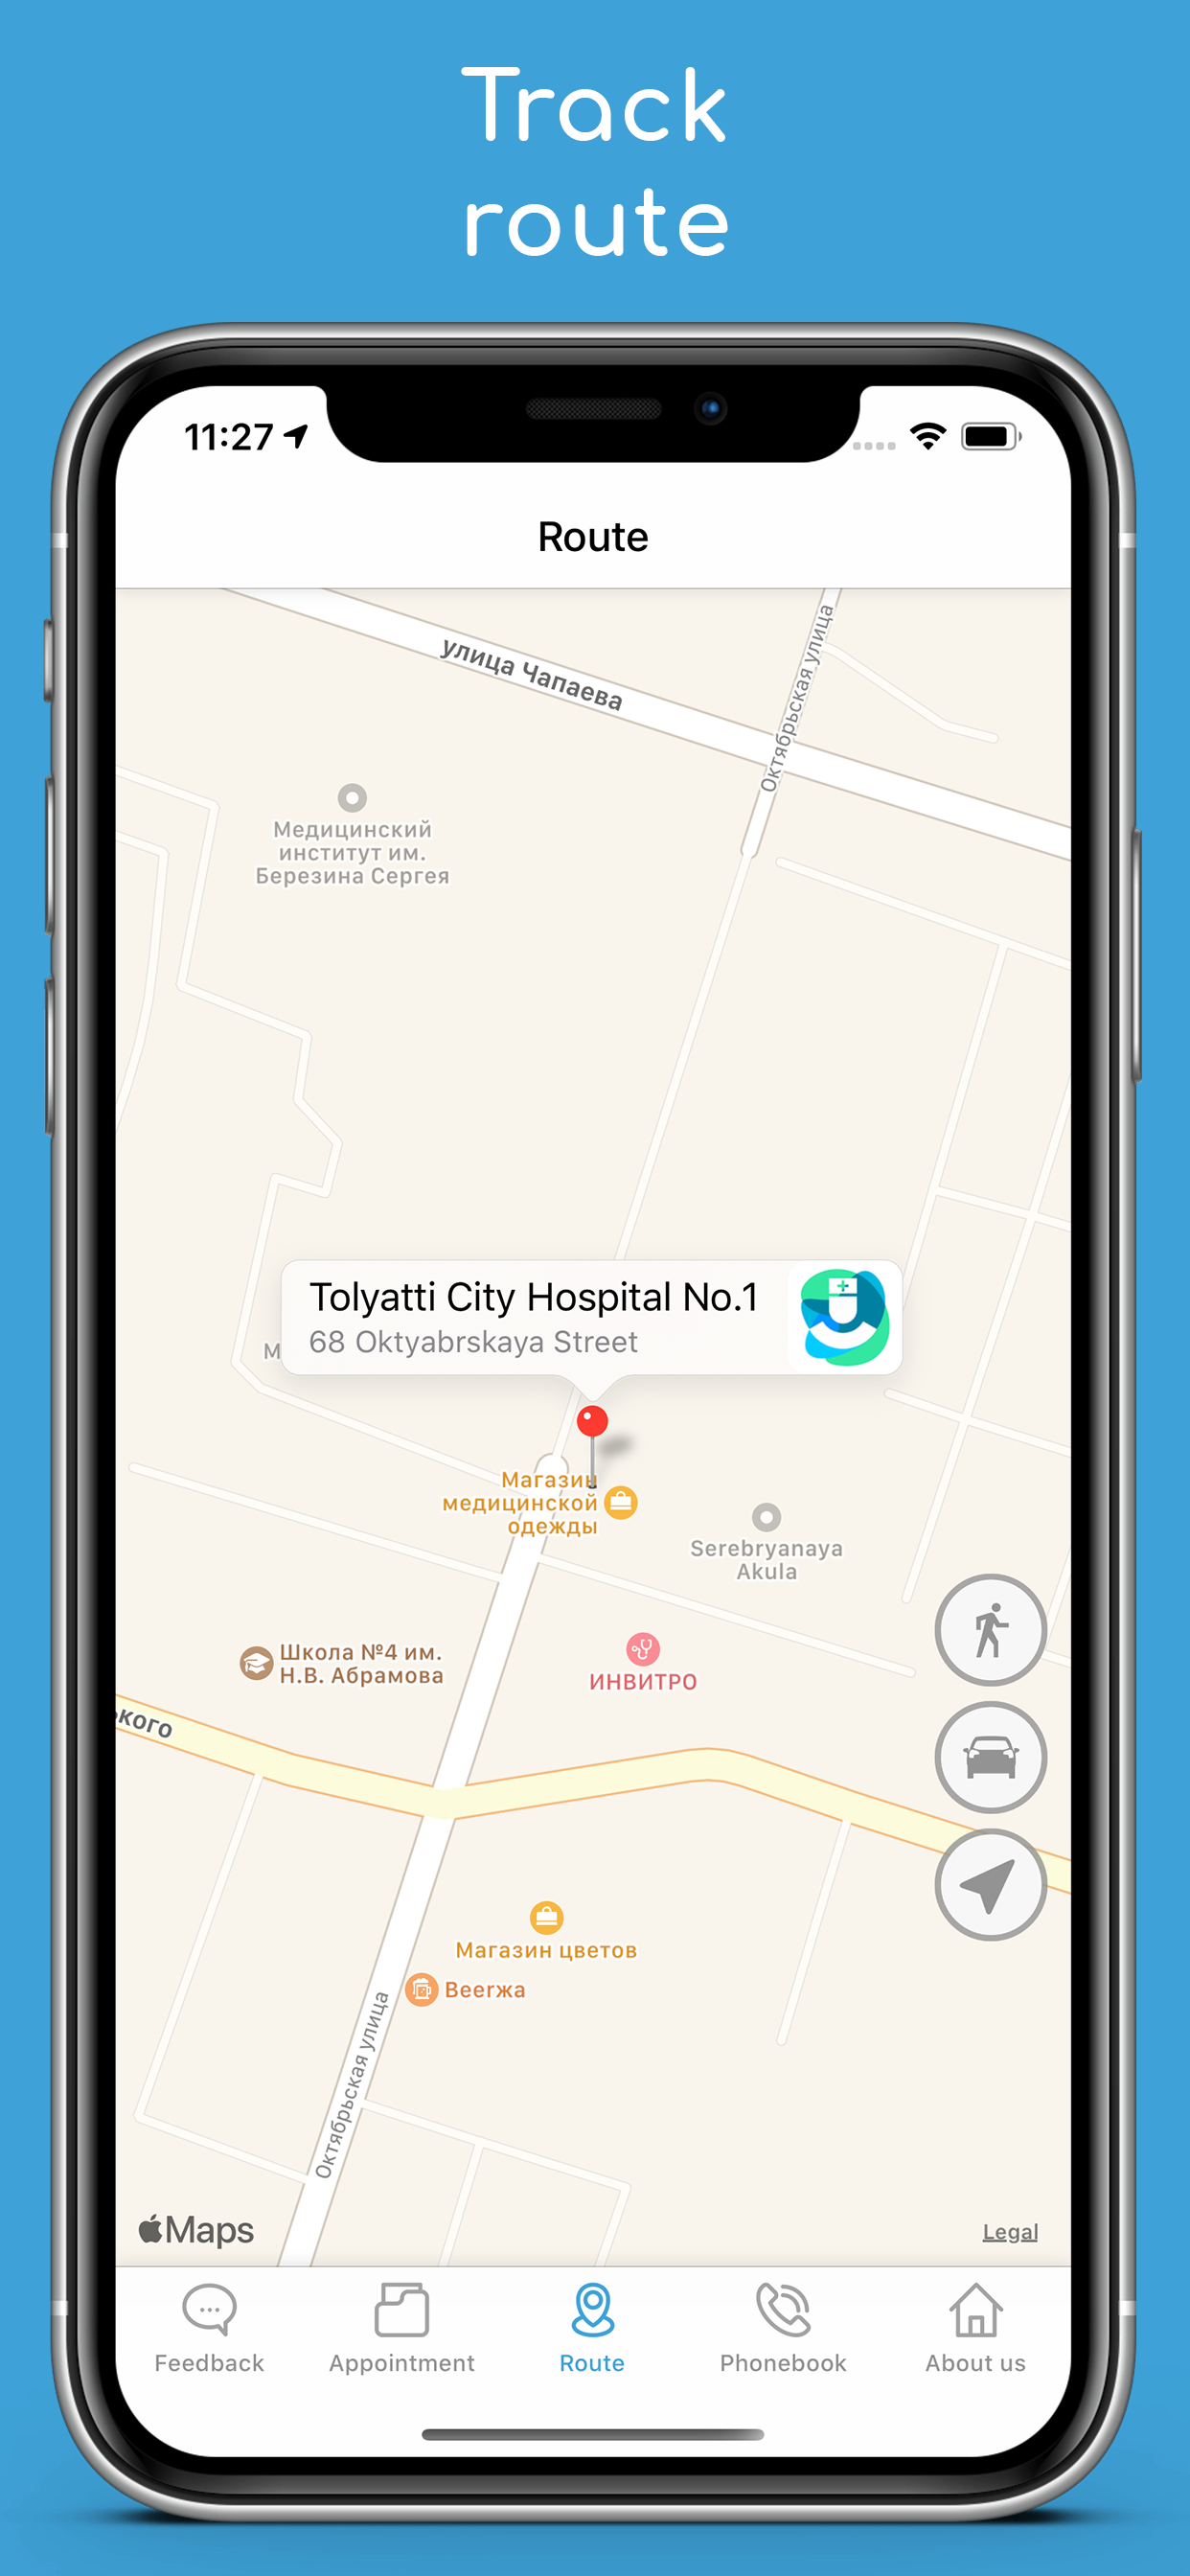 Track
route
11:27
Route
улица Чапаева
Октябрьская улица
Медицинский
институт им.
Березина Сергея
Tolyatti City Hospital No.1
68 Oktyabrskaya Street
М
Магазин
медицинской
одежды
Serebryanaya
Akula
Школа №4 им.
Н.В. Абрамова
ИНВИТРО
ького
Магазин цветов
Beerжа
Октябрьская улица
Maps
Legal
Feedback
Appointment
Route
Phonebook
About us